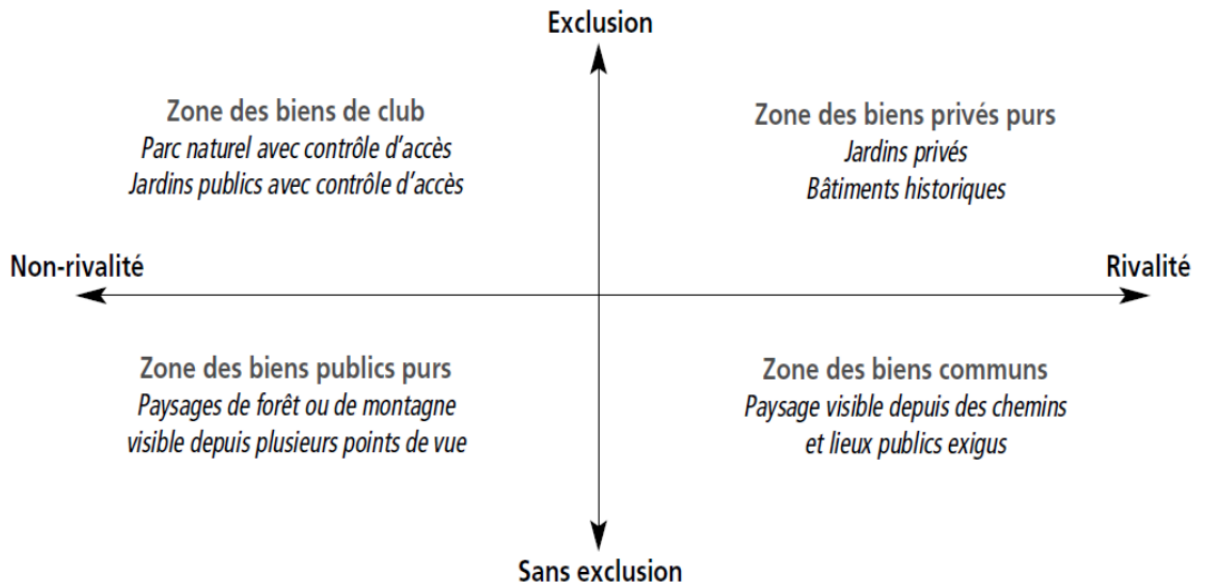 Exclusion
Zone des biens de club
Parc naturel avec contrôle d'accès
Jardins publics avec contrôle d'accès
Zone des biens privés purs
Jardins privés
Bâtiments historiques
Non-rivalité
Rivalité
Zone des biens publics purs
Paysages de forêt ou de montagne
visible depuis plusieurs points de vue
Zone des biens communs
Paysage visible depuis des chemins
et lieux publics exigus
Sans exclusion